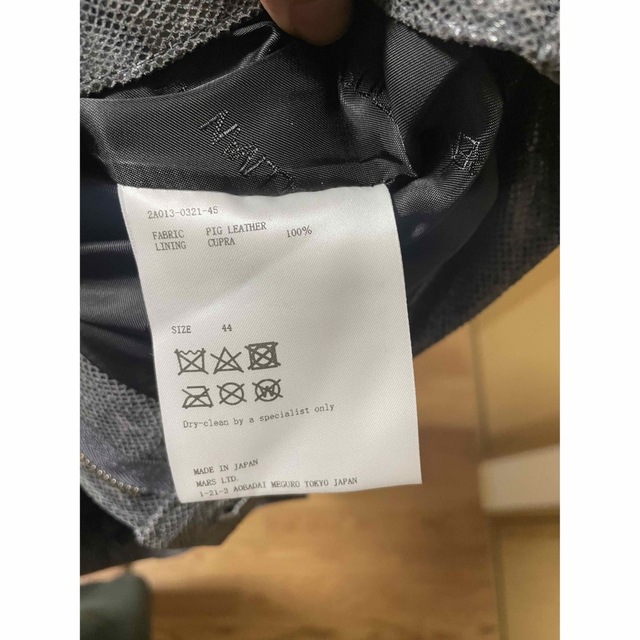 2A013-0321-45
FABRIC PIG LEATHER
LINING CUPRA 100%
SIZE 44
Dry-clean by a specialist only
MADE IN JAPAN
MARS LTD.
1-21-3 AOBADAI MEGURO TOKYO JAPAN